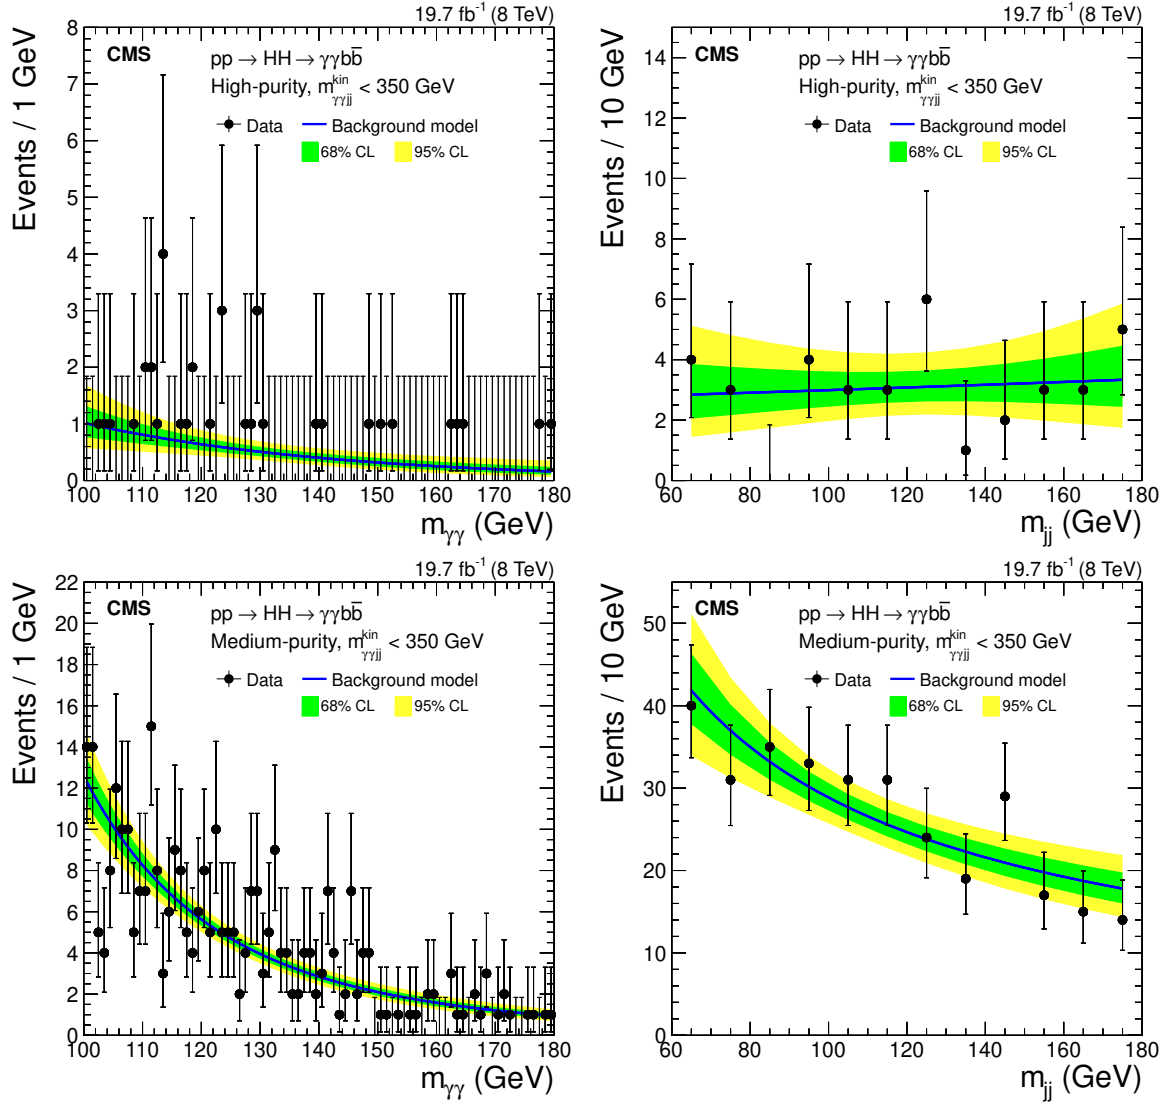 19.7 fb⁻¹ (8 TeV)
CMS
pp → HH → γγbb̅
High-purity, m^kin_γγjj < 350 GeV
Data
Background model
68% CL
95% CL
Events / 1 GeV
8
7
6
5
4
3
2
1
0
100 110 120 130 140 150 160 170 180
m_γγ (GeV)
19.7 fb⁻¹ (8 TeV)
CMS
pp → HH → γγbb̅
High-purity, m^kin_γγjj < 350 GeV
Data
Background model
68% CL
95% CL
Events / 10 GeV
14
12
10
8
6
4
2
0
60 80 100 120 140 160 180
m_jj (GeV)
19.7 fb⁻¹ (8 TeV)
CMS
pp → HH → γγbb̅
Medium-purity, m^kin_γγjj < 350 GeV
Data
Background model
68% CL
95% CL
Events / 1 GeV
22
20
18
16
14
12
10
8
6
4
2
0
100 110 120 130 140 150 160 170 180
m_γγ (GeV)
19.7 fb⁻¹ (8 TeV)
CMS
pp → HH → γγbb̅
Medium-purity, m^kin_γγjj < 350 GeV
Data
Background model
68% CL
95% CL
Events / 10 GeV
50
40
30
20
10
0
60 80 100 120 140 160 180
m_jj (GeV)